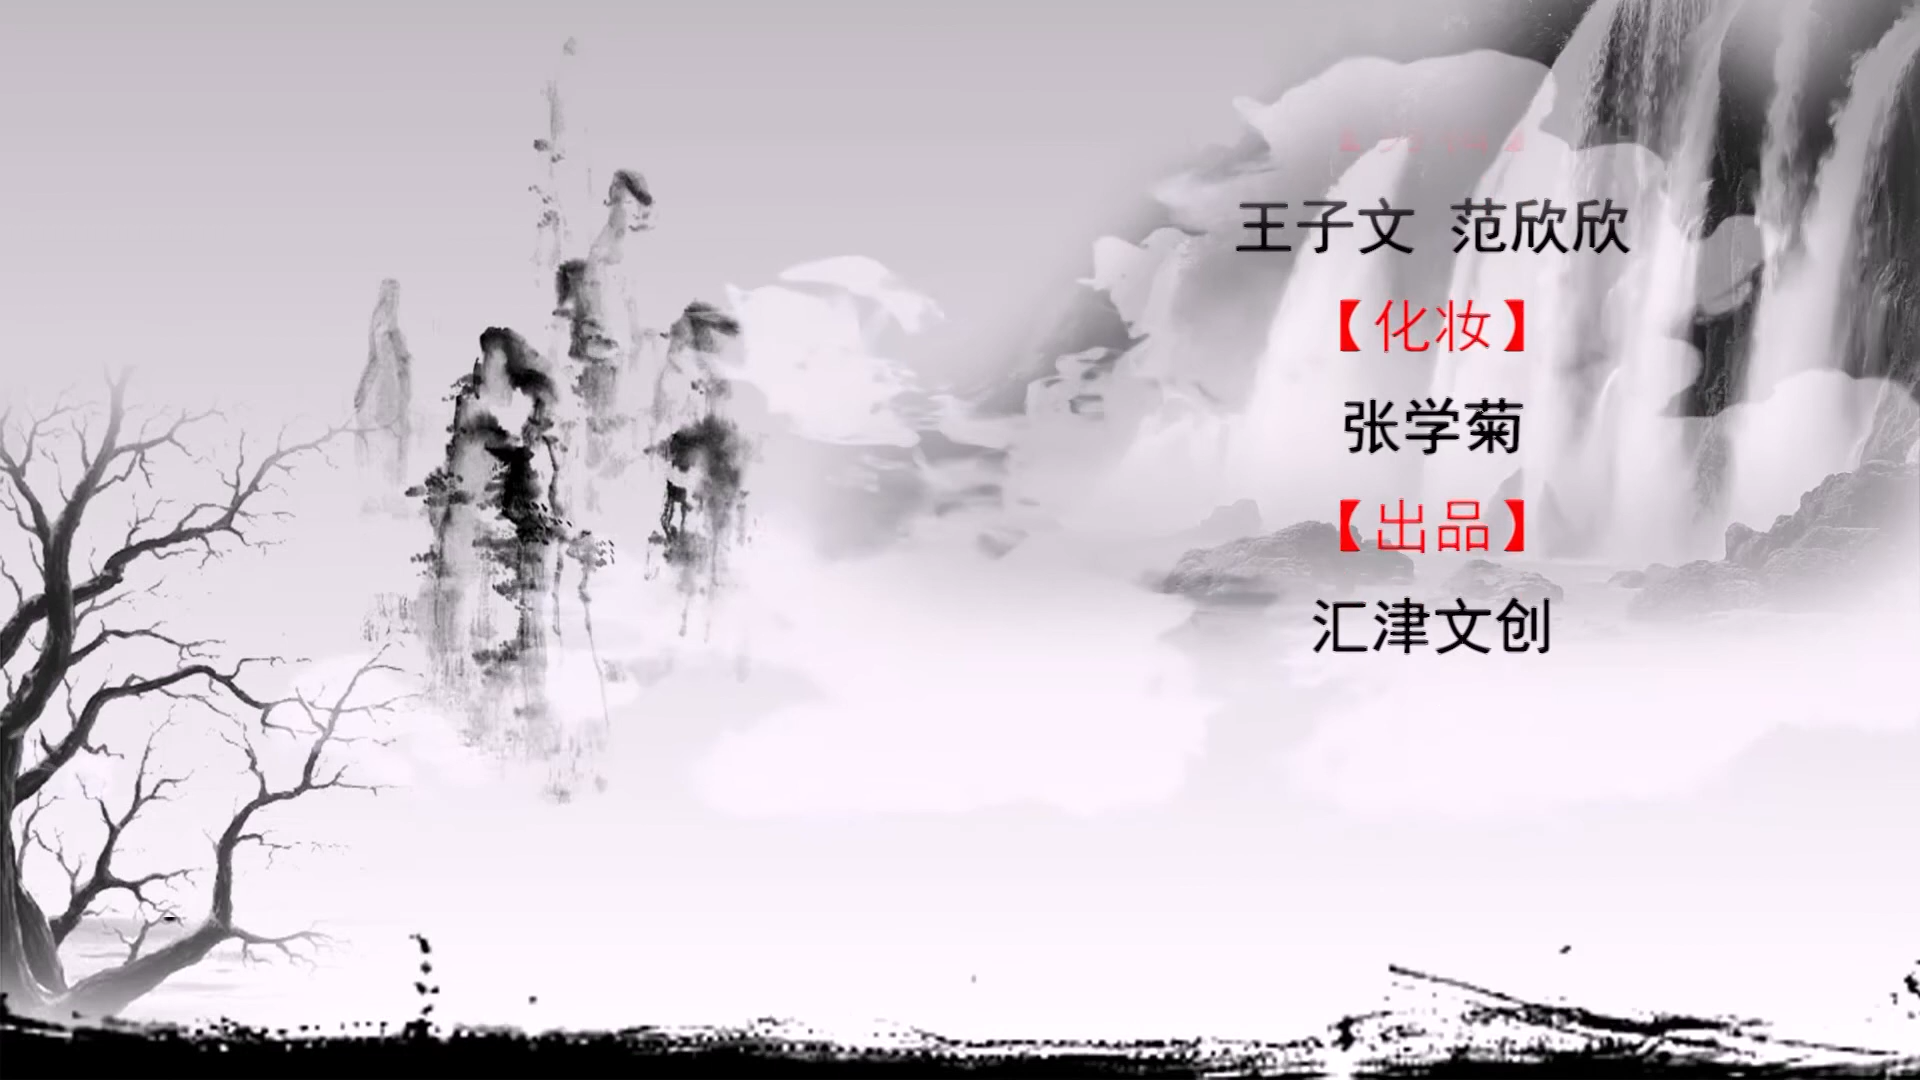 王子文 范欣欣
【化妆】
张学菊
【出品】
汇津文创